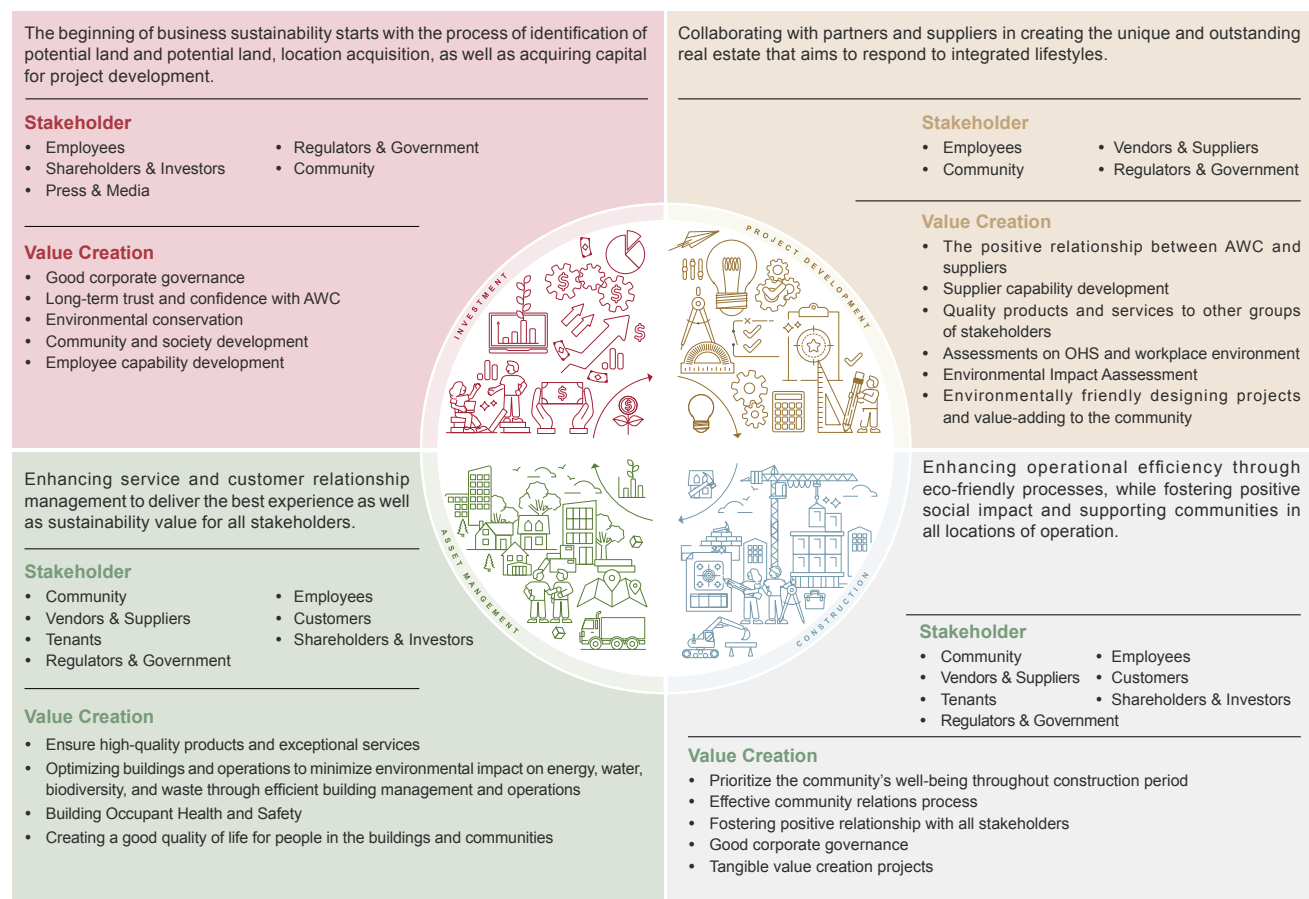 The beginning of business sustainability starts with the process of identification of
potential land and potential land, location acquisition, as well as acquiring capital
for project development.
Stakeholder
• Employees
• Shareholders & Investors
• Press & Media
• Regulators & Government
• Community
Value Creation
• Good corporate governance
• Long-term trust and confidence with AWC
• Environmental conservation
• Community and society development
• Employee capability development
INVESTMENT
Collaborating with partners and suppliers in creating the unique and outstanding
real estate that aims to respond to integrated lifestyles.
Stakeholder
• Employees
• Community
• Vendors & Suppliers
• Regulators & Government
Value Creation
• The positive relationship between AWC and
suppliers
• Supplier capability development
• Quality products and services to other groups
of stakeholders
• Assessments on OHS and workplace environment
• Environmental Impact Aassessment
• Environmentally friendly designing projects
and value-adding to the community
PROJECT DEVELOPMENT
Enhancing service and customer relationship
management to deliver the best experience as well
as sustainability value for all stakeholders.
Stakeholder
• Community
• Vendors & Suppliers
• Tenants
• Regulators & Government
• Employees
• Customers
• Shareholders & Investors
Value Creation
• Ensure high-quality products and exceptional services
• Optimizing buildings and operations to minimize environmental impact on energy, water,
biodiversity, and waste through efficient building management and operations
• Building Occupant Health and Safety
• Creating a good quality of life for people in the buildings and communities
ASSET MANGEMENT
Enhancing operational efficiency through
eco-friendly processes, while fostering positive
social impact and supporting communities in
all locations of operation.
Stakeholder
• Community
• Vendors & Suppliers
• Tenants
• Regulators & Government
• Employees
• Customers
• Shareholders & Investors
Value Creation
• Prioritize the community's well-being throughout construction period
• Effective community relations process
• Fostering positive relationship with all stakeholders
• Good corporate governance
• Tangible value creation projects
CONSTRUCTION